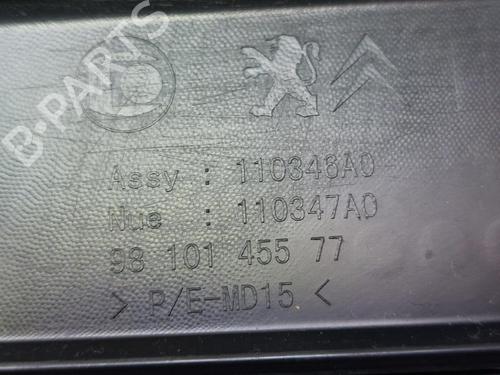 B-PARTS
Assy : 110346A0
Nue : 110347A0
98 101 455 77
> P/E-MD15 <